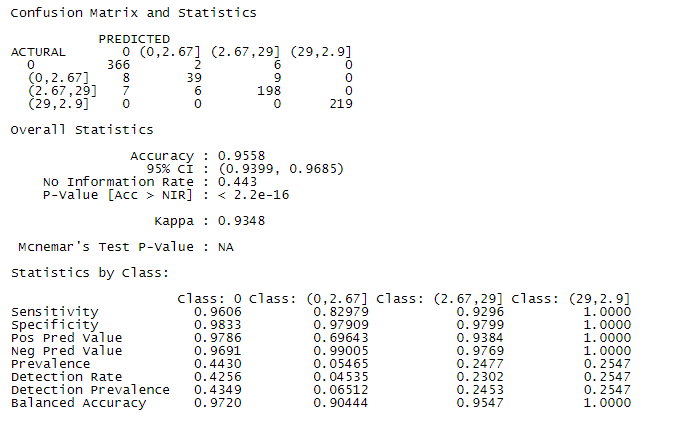 Confusion Matrix and Statistics
PREDICTED
ACTURAL 0 (0,2.67] (2.67,29] (29,2.9]
0 366 2 6 0
(0,2.67] 8 39 9 0
(2.67,29] 7 6 198 0
(29,2.9] 0 0 0 219
Overall Statistics
Accuracy : 0.9558
95% CI : (0.9399, 0.9685)
No Information Rate : 0.443
P-Value [Acc > NIR] : < 2.2e-16
Kappa : 0.9348
Mcnemar's Test P-Value : NA
Statistics by Class:
Class: 0 Class: (0,2.67] Class: (2.67,29] Class: (29,2.9]
Sensitivity 0.9606 0.82979 0.9296 1.0000
Specificity 0.9833 0.97909 0.9799 1.0000
Pos Pred Value 0.9786 0.69643 0.9384 1.0000
Neg Pred Value 0.9691 0.99005 0.9769 1.0000
Prevalence 0.4430 0.05465 0.2477 0.2547
Detection Rate 0.4256 0.04535 0.2302 0.2547
Detection Prevalence 0.4349 0.06512 0.2453 0.2547
Balanced Accuracy 0.9720 0.90444 0.9547 1.0000